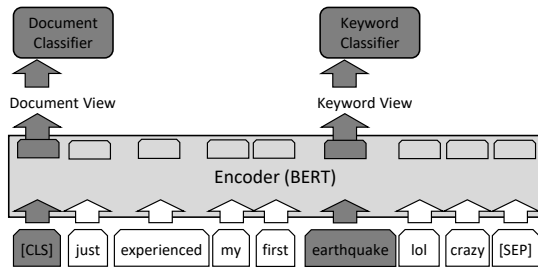 Document
Classifier
Keyword
Classifier
Document View
Keyword View
Encoder (BERT)
[CLS] just experienced my first earthquake lol crazy [SEP]